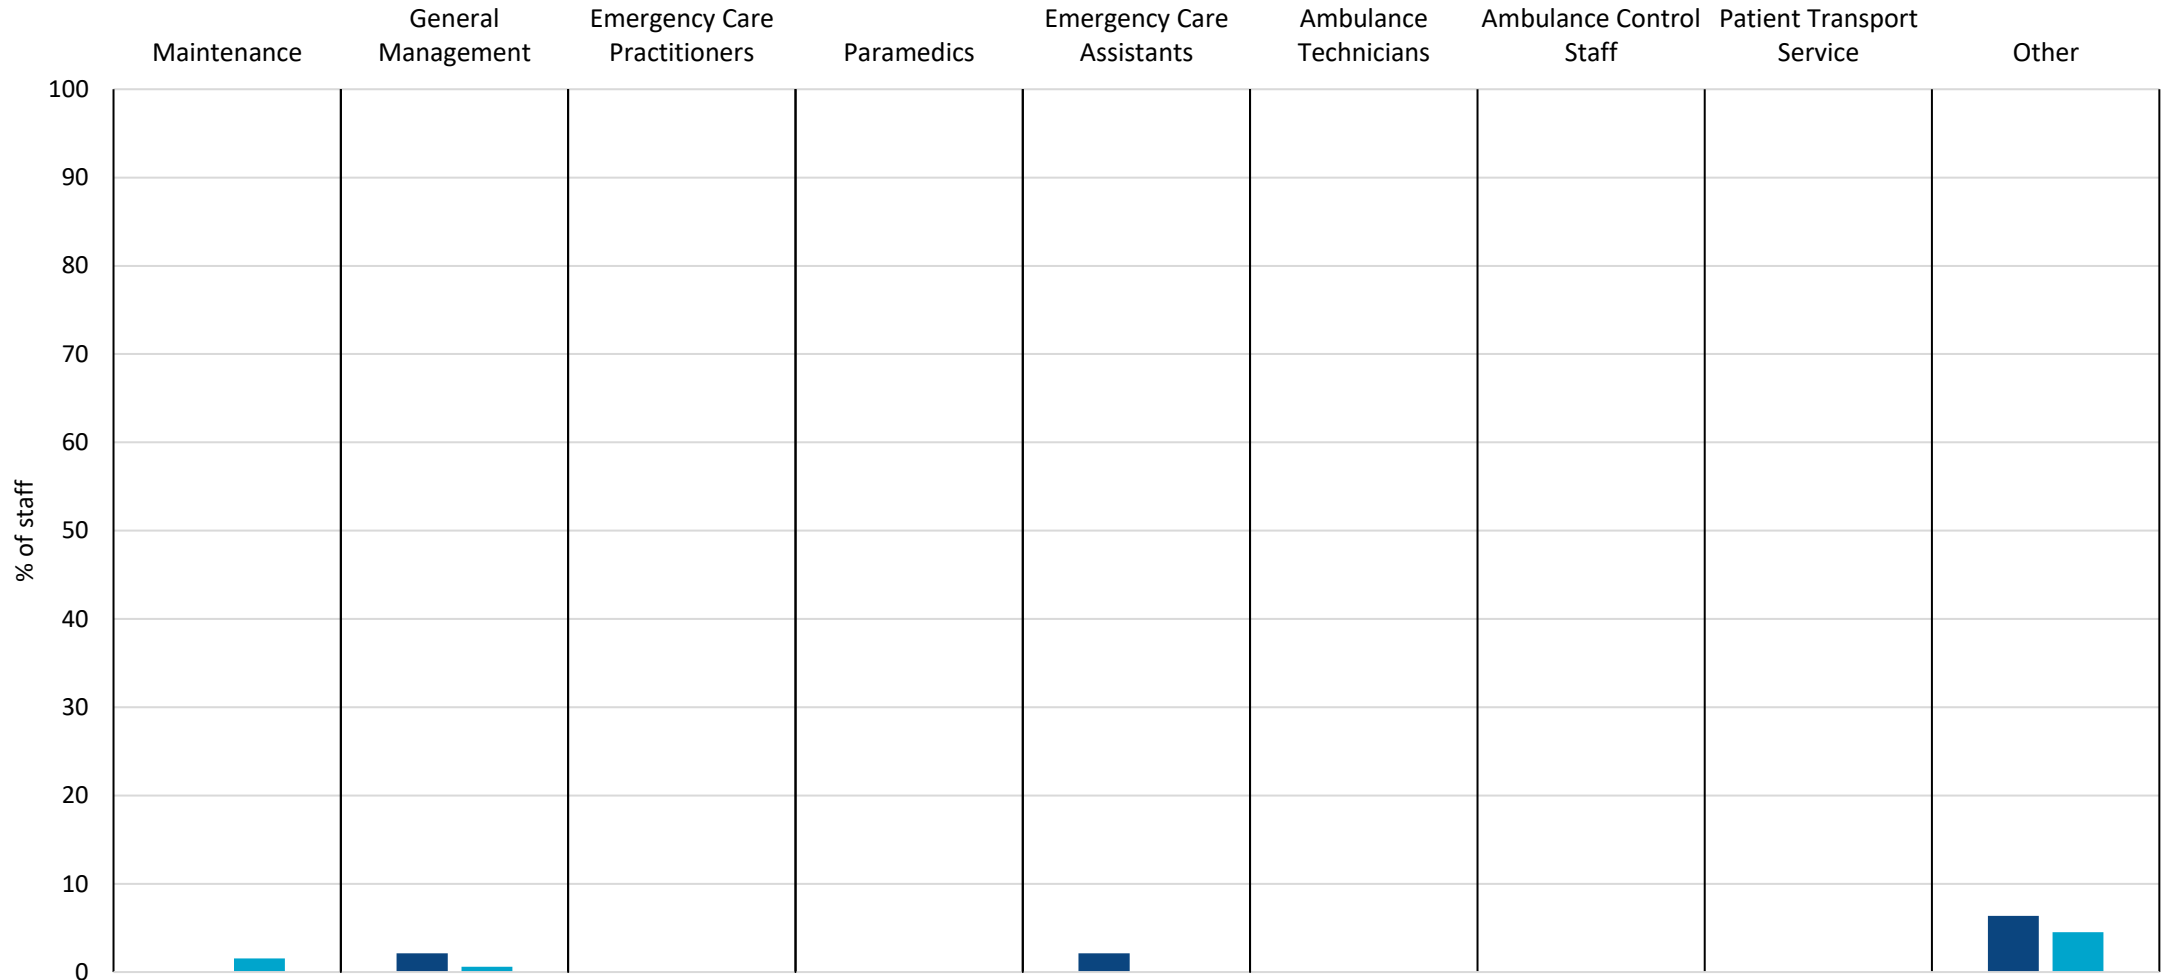 General
Emergency Care
Emergency Care
Ambulance
Ambulance Control
Patient Transport
Maintenance
Management
Practitioners
Paramedics
Assistants
Technicians
Staff
Service
Other
100
90
80
70
60
50
40
30
20
10
0
% of staff